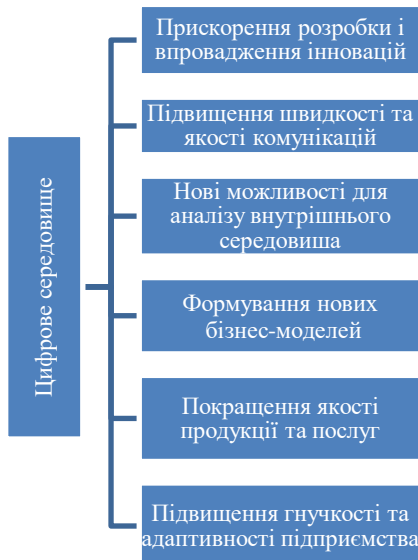 Цифрове середовище
Прискорення розробки і
впровадження інновацій
Підвищення швидкості та
якості комунікацій
Нові можливості для
аналізу внутрішнього
середовиша
Формування нових
бізнес-моделей
Покращення якості
продукції та послуг
Підвищення гнучкості та
адаптивності підприємства